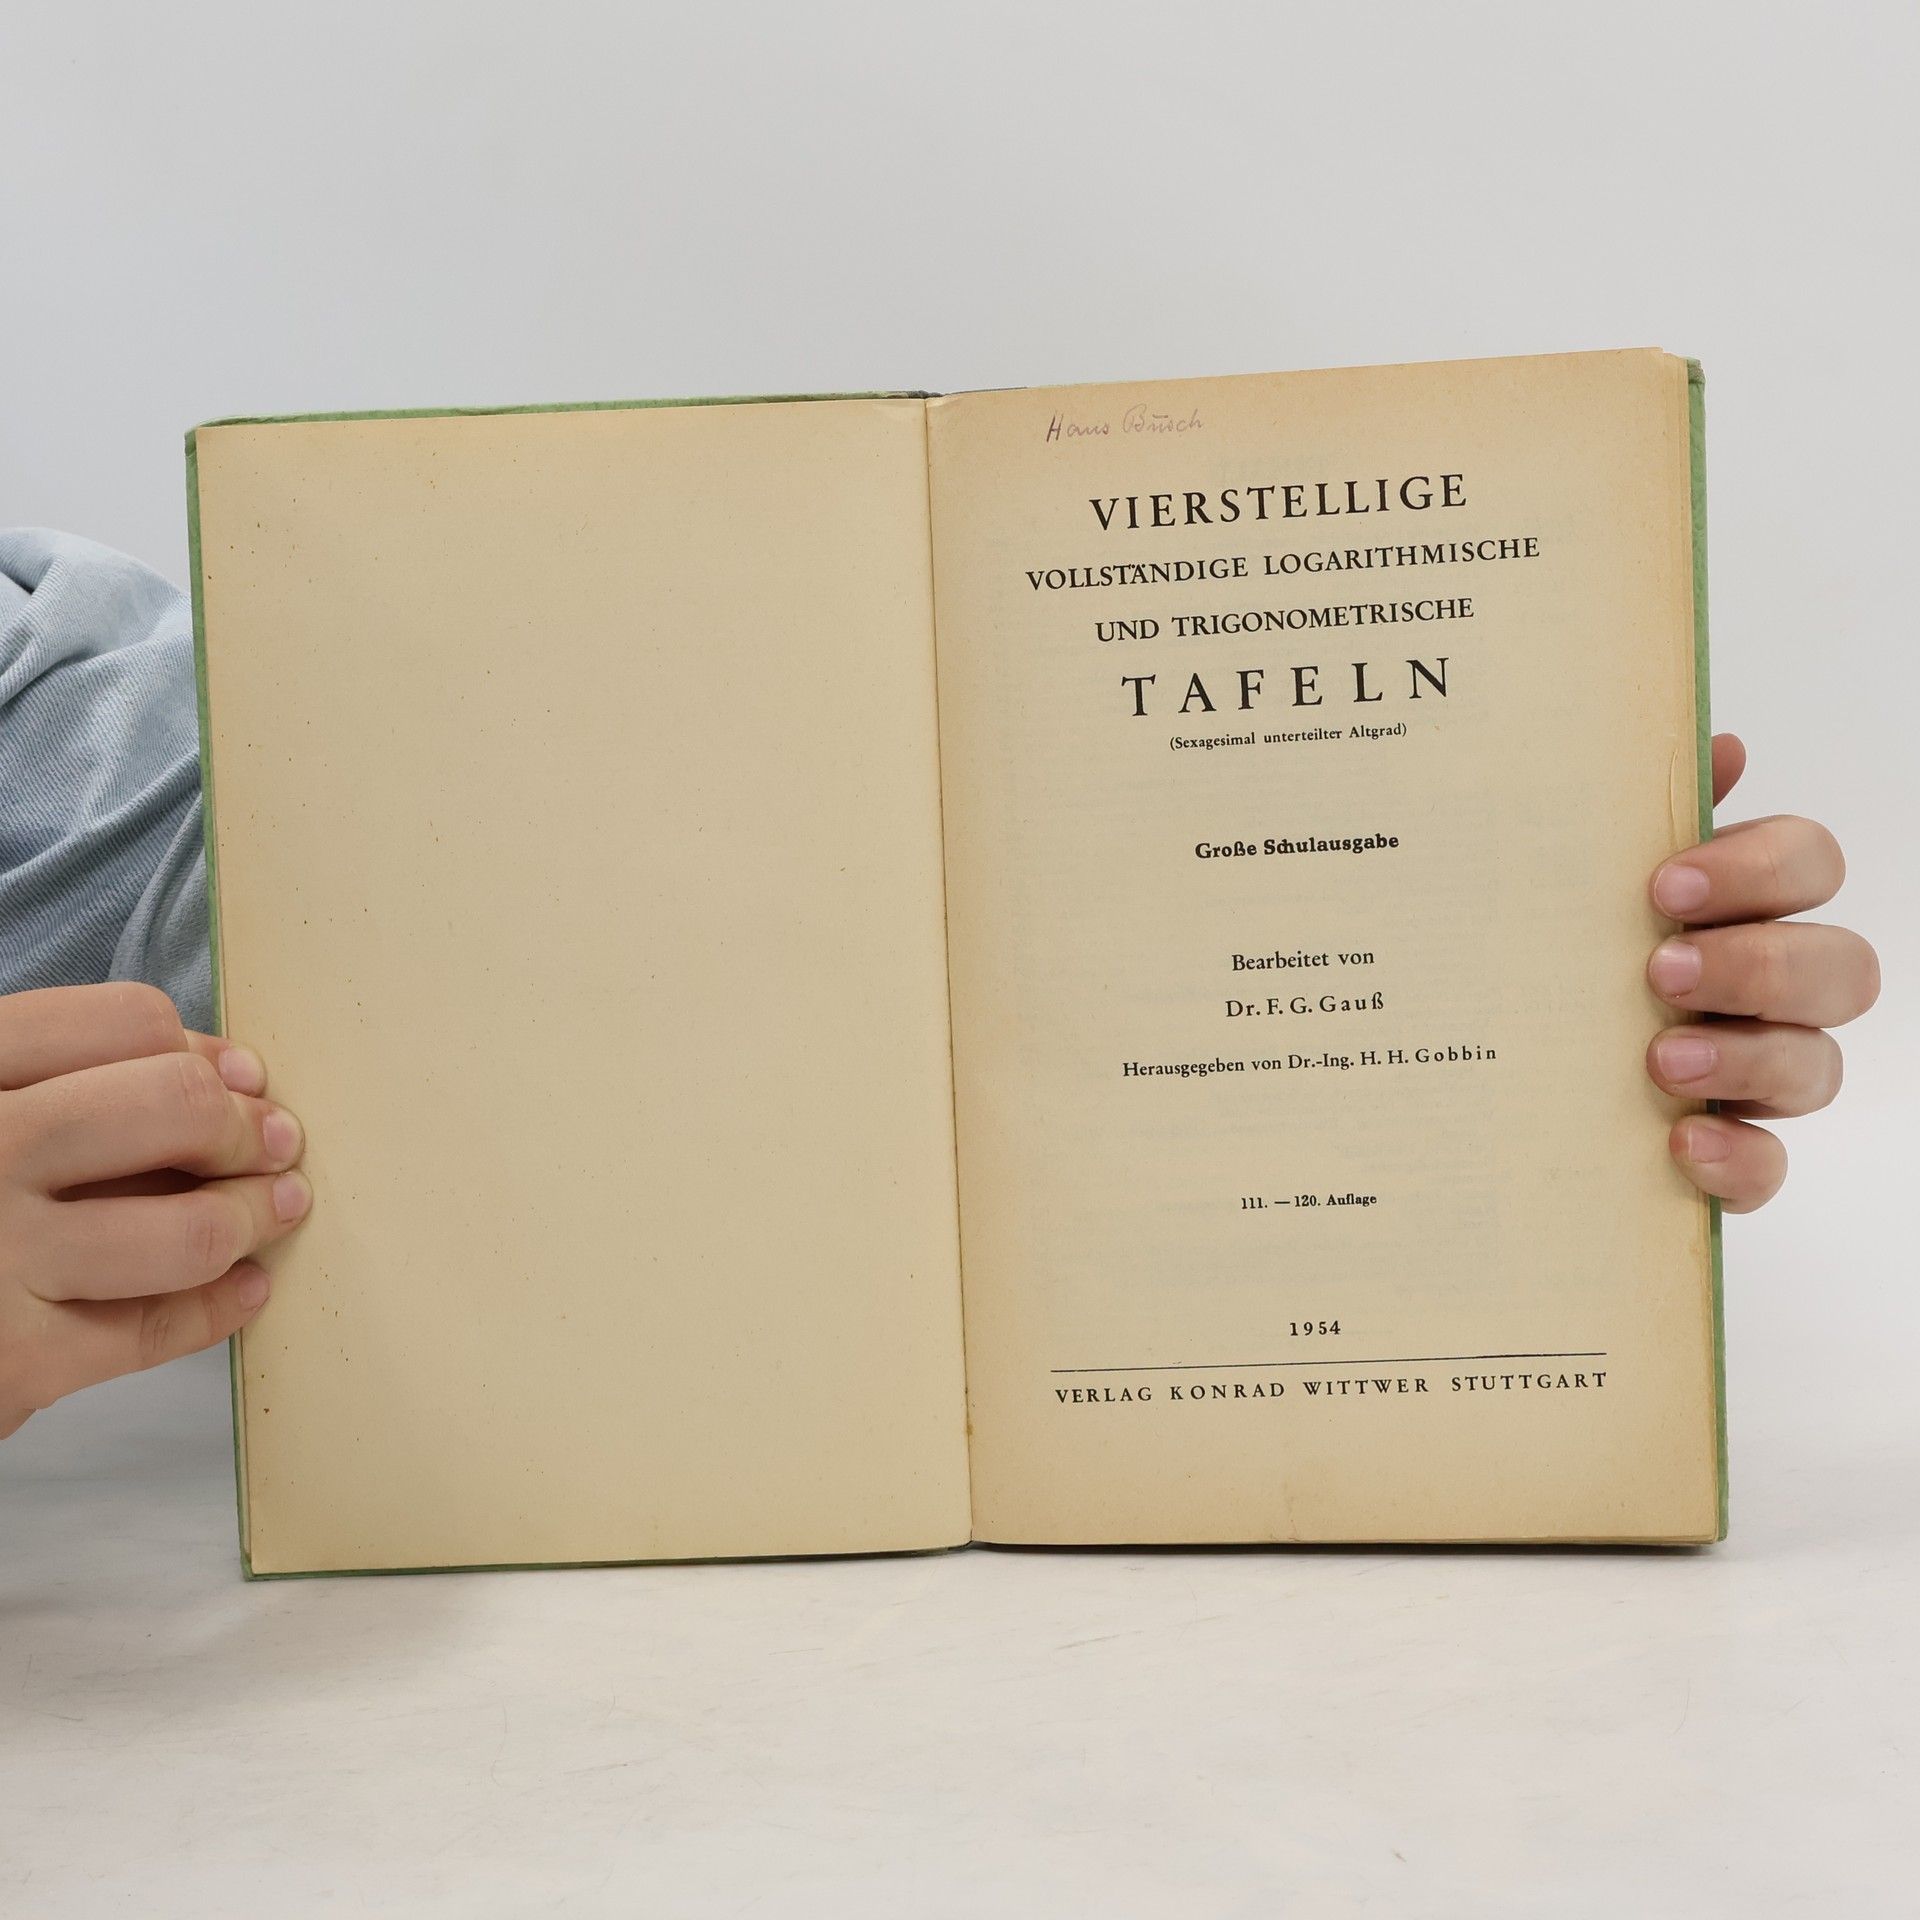 Hans Busch
VIERSTELLIGE
VOLLSTÄNDIGE LOGARITHMISCHE
UND TRIGONOMETRISCHE
TAFELN
(Sexagesimal unterteilter Altgrad)
Große Schulausgabe
Bearbeitet von
Dr. F. G. Gauß
Herausgegeben von Dr.-Ing. H. H. Gobbin
111. — 120. Auflage
1954
VERLAG KONRAD WITTWER STUTTGART